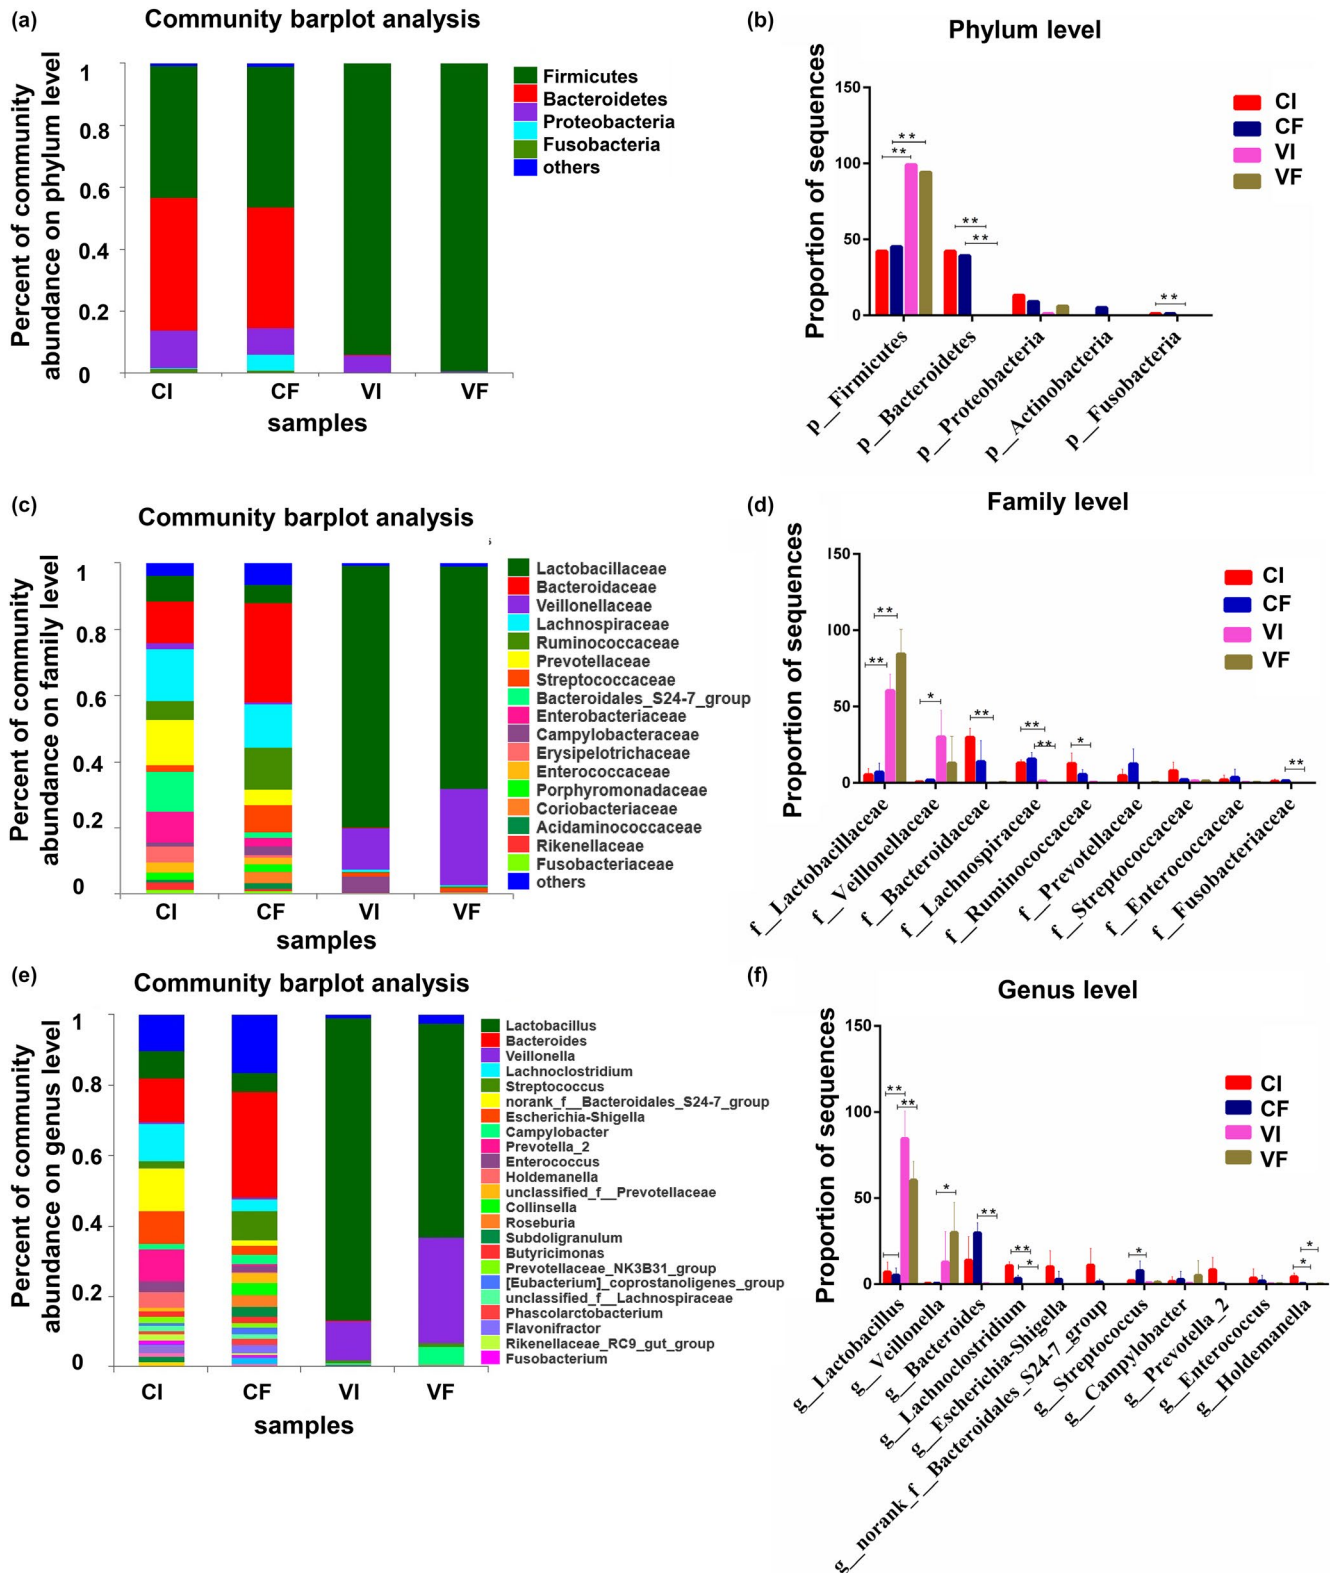 (a)
Community barplot analysis
Percent of community
abundance on phylum level
1
0.8
0.6
0.4
0.2
0
CI
CF
VI
VF
samples
Firmicutes
Bacteroidetes
Proteobacteria
Fusobacteria
others
(b)
Phylum level
Proportion of sequences
150
100
50
0
**
**
**
**
**
CI
CF
VI
VF
p__Firmicutes
p__Bacteroidetes
p__Proteobacteria
p__Actinobacteria
p__Fusobacteria
(c)
Community barplot analysis
s
Percent of community
abundance on family level
1
0.8
0.6
0.4
0.2
0
CI
CF
VI
VF
samples
Lactobacillaceae
Bacteroidaceae
Veillonellaceae
Lachnospiraceae
Ruminococcaceae
Prevotellaceae
Streptococcaceae
Bacteroidales_S24-7_group
Enterobacteriaceae
Campylobacteraceae
Erysipelotrichaceae
Enterococcaceae
Porphyromonadaceae
Coriobacteriaceae
Acidaminococcaceae
Rikenellaceae
Fusobacteriaceae
others
(d)
Family level
Proportion of sequences
150
100
50
0
**
**
*
**
**
**
*
**
CI
CF
VI
VF
f__Lactobacillaceae
f__Veillonellaceae
f__Bacteroidaceae
f__Lachnospiraceae
f__Ruminococcaceae
f__Prevotellaceae
f__Streptococcaceae
f__Enterococcaceae
f__Fusobacteriaceae
(e)
Community barplot analysis
Percent of community
abundance on genus level
1
0.8
0.6
0.4
0.2
0
CI
CF
VI
VF
samples
Lactobacillus
Bacteroides
Veillonella
Lachnoclostridium
Streptococcus
norank_f__Bacteroidales_S24-7_group
Escherichia-Shigella
Campylobacter
Prevotella_2
Enterococcus
Holdemanella
unclassified_f__Prevotellaceae
Collinsella
Roseburia
Subdoligranulum
Butyricimonas
Prevotellaceae_NK3B31_group
[Eubacterium]_coprostanoligenes_group
unclassified_f__Lachnospiraceae
Phascolarctobacterium
Flavonifractor
Rikenellaceae_RC9_gut_group
Fusobacterium
(f)
Genus level
Proportion of sequences
150
100
50
0
**
**
*
**
**
*
*
*
*
CI
CF
VI
VF
g__Lactobacillus
g__Veillonella
g__Bacteroides
g__Lachnoclostridium
g__Escherichia-Shigella
g__norank_f__Bacteroidales_S24-7_group
g__Streptococcus
g__Campylobacter
g__Prevotella_2
g__Enterococcus
g__Holdemanella